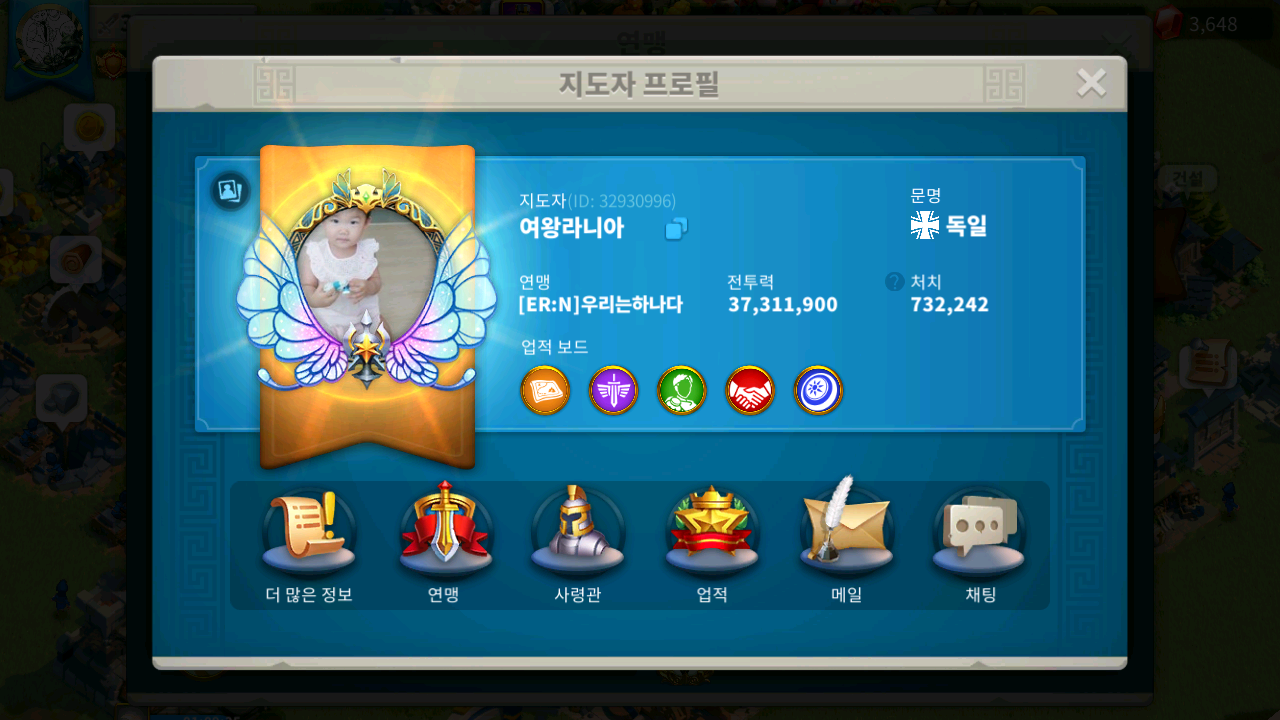 3,648
연맹
지도자 프로필
건설
지도자(ID: 32930996)
여왕라니아
문명
독일
연맹
[ER:N]우리는하나다
전투력
37,311,900
? 처치
732,242
업적 보드
더 많은 정보
연맹
사령관
업적
메일
채팅